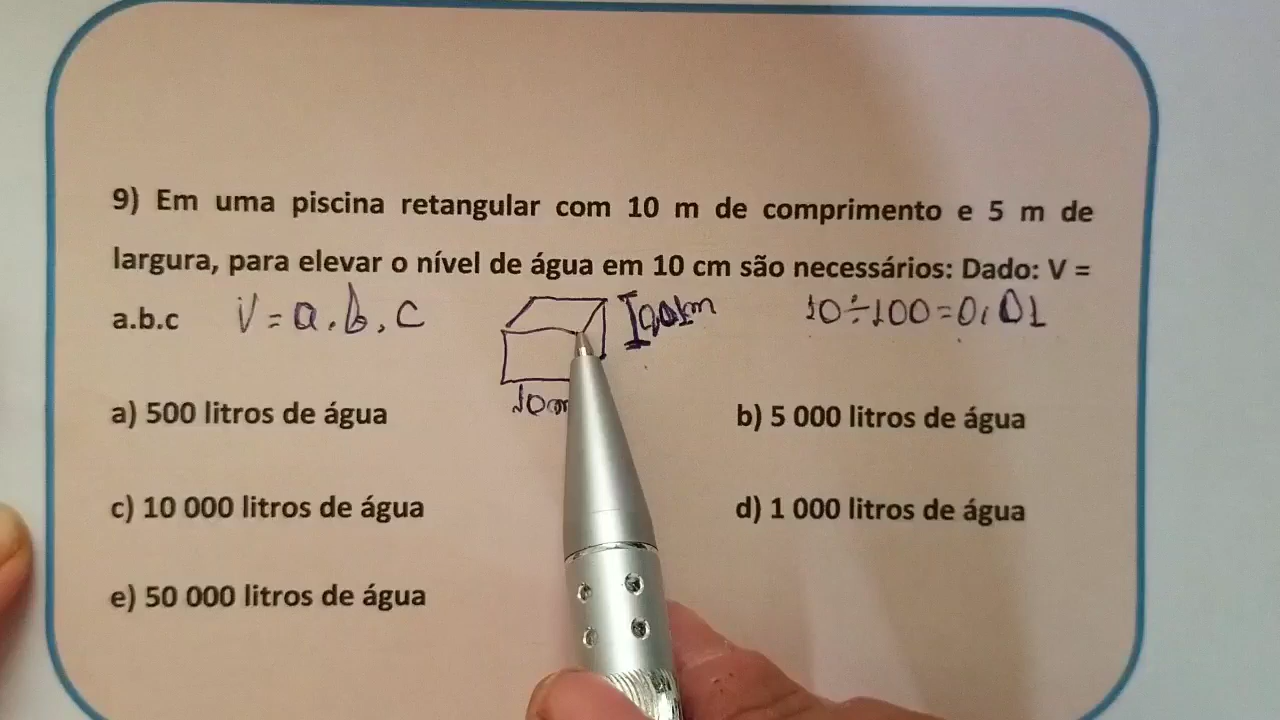 9) Em uma piscina retangular com 10 m de comprimento e 5 m de
largura, para elevar o nível de água em 10 cm são necessários: Dado: V =
a.b.c V = a.b.c 10÷100=0,01
10m
a) 500 litros de água
b) 5 000 litros de água
c) 10 000 litros de água
d) 1 000 litros de água
e) 50 000 litros de água